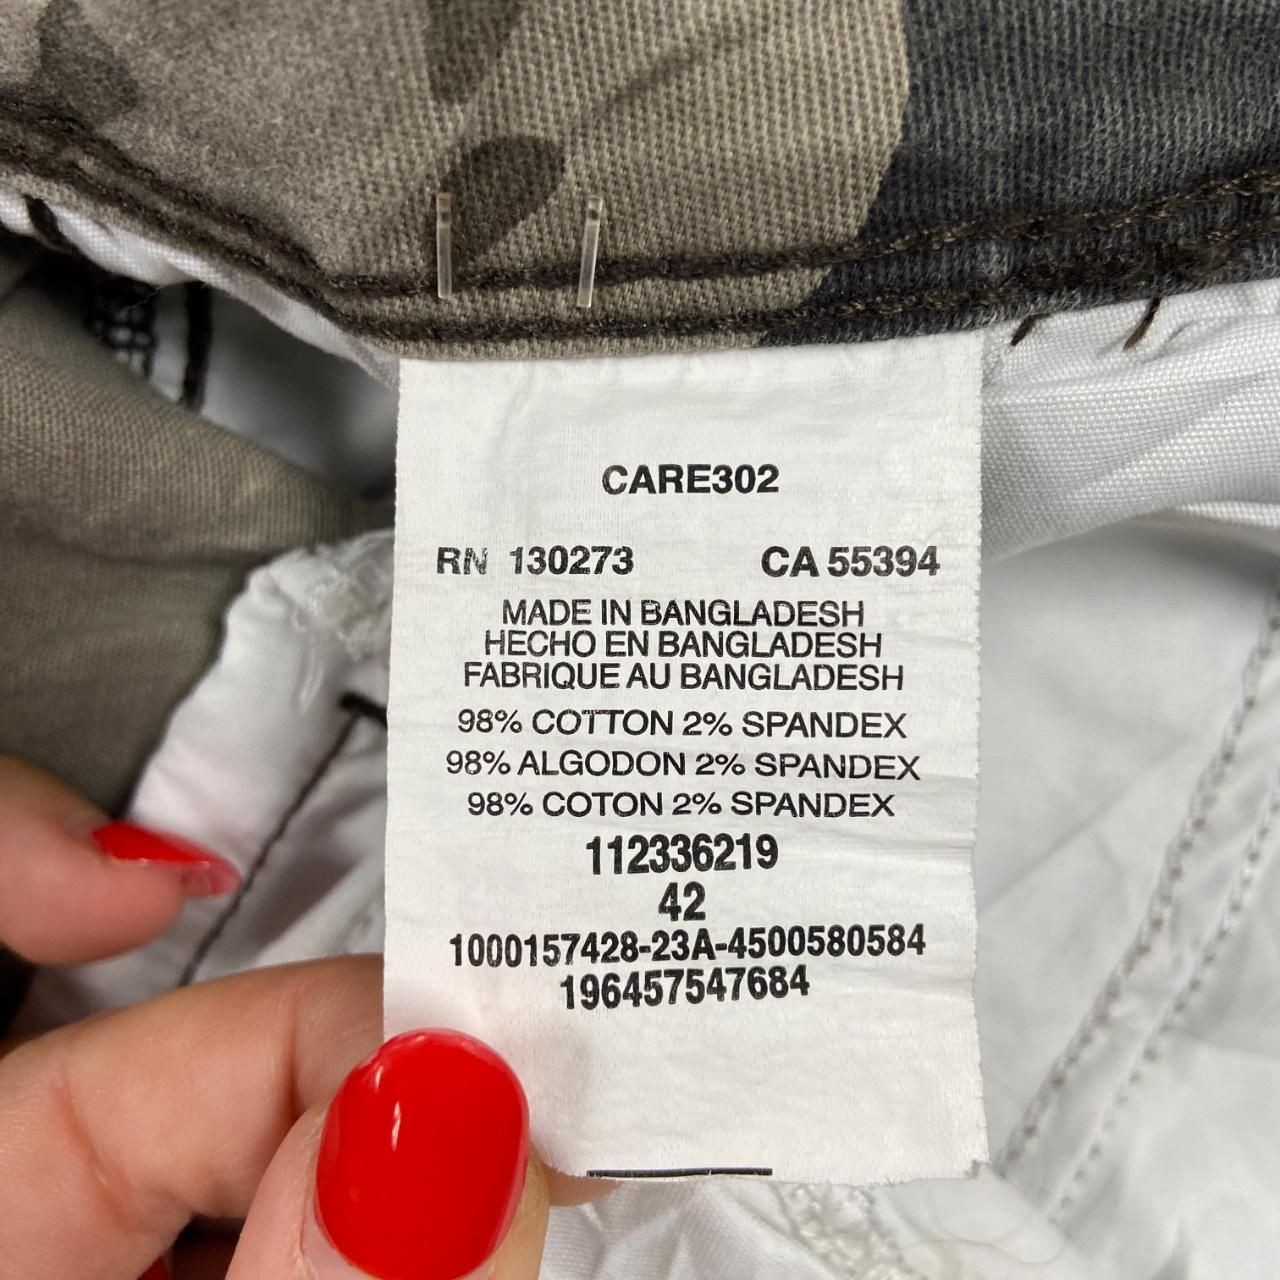 CARE302
RN 130273 CA 55394
MADE IN BANGLADESH
HECHO EN BANGLADESH
FABRIQUE AU BANGLADESH
98% COTTON 2% SPANDEX
98% ALGODON 2% SPANDEX
98% COTON 2% SPANDEX
112336219
42
1000157428-23A-4500580584
196457547684